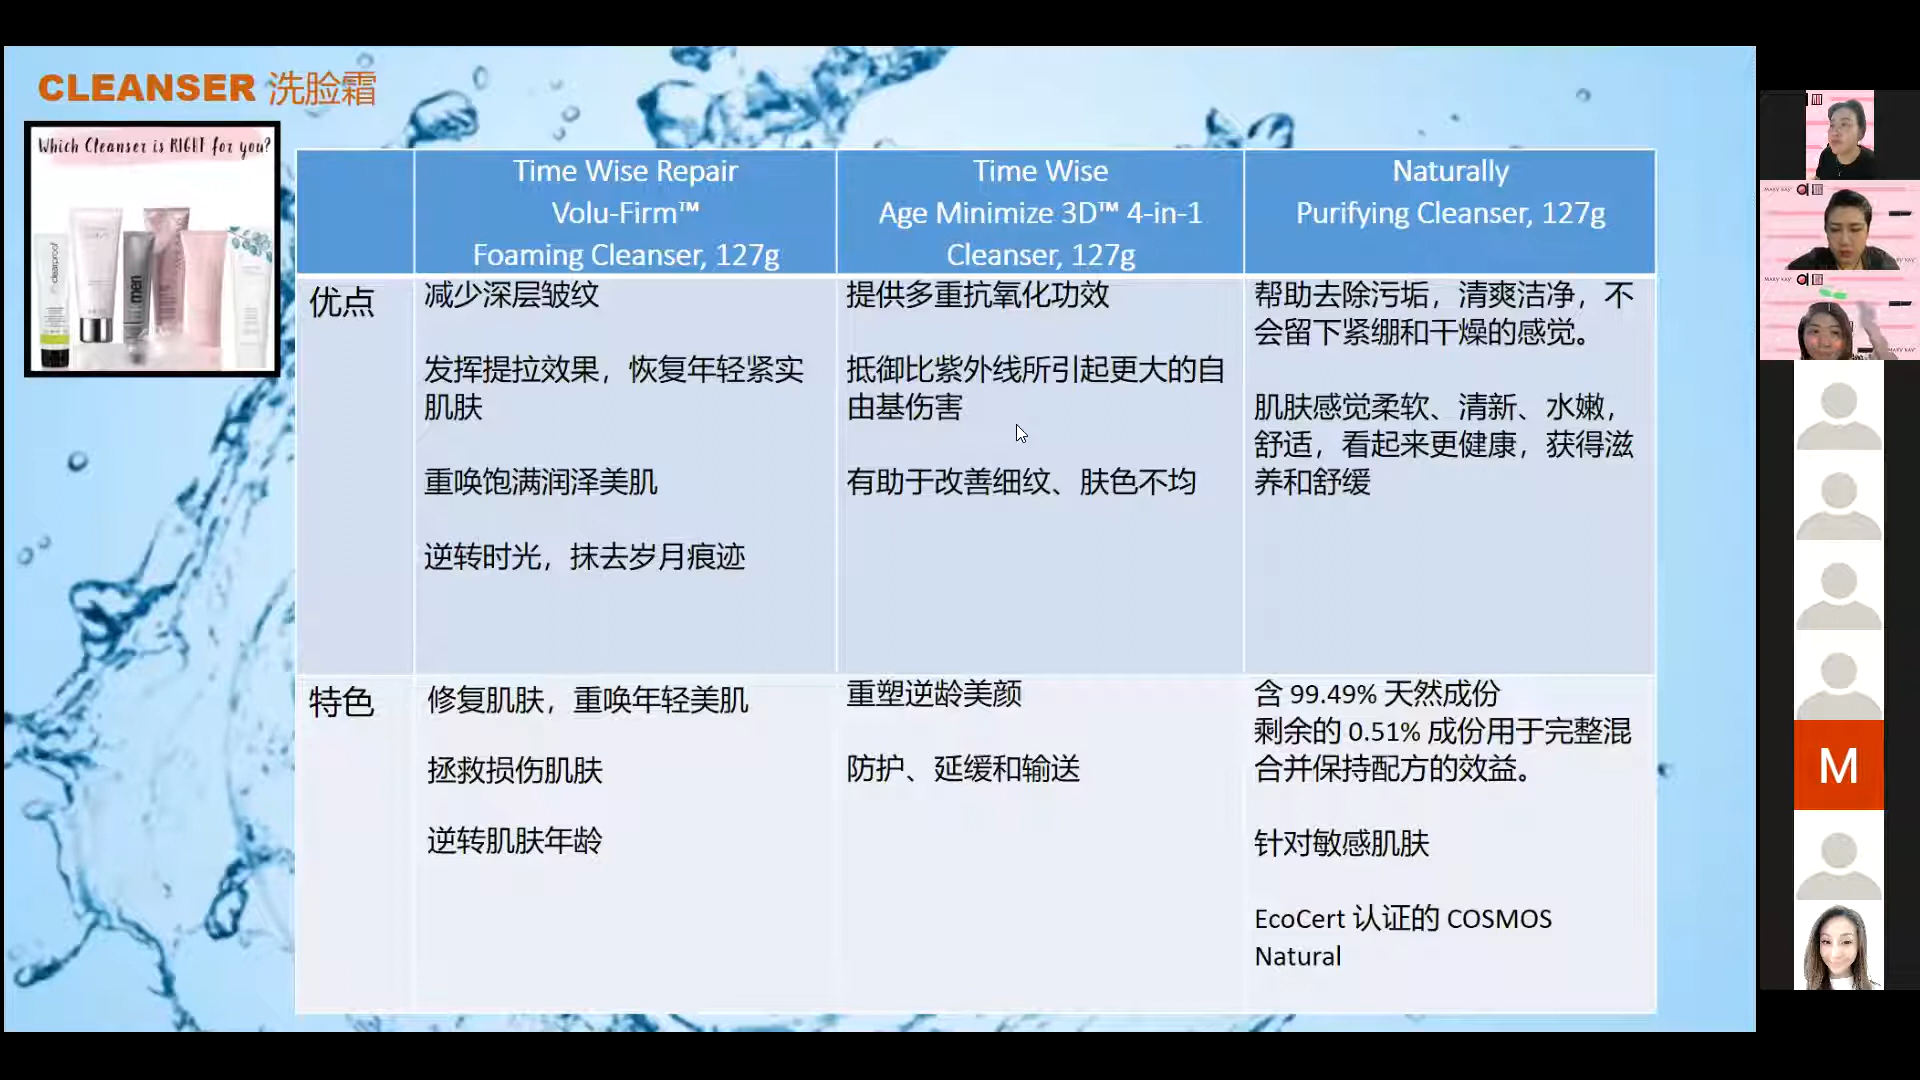 CLEANSER 洗脸霜
Which Cleanser is RIGHT for you?
clearproof
men
Time Wise Repair
Volu-Firm™
Foaming Cleanser, 127g
Time Wise
Age Minimize 3D™ 4-in-1
Cleanser, 127g
Naturally
Purifying Cleanser, 127g
优点
减少深层皱纹
发挥提拉效果，恢复年轻紧实
肌肤
重唤饱满润泽美肌
逆转时光，抹去岁月痕迹
提供多重抗氧化功效
抵御比紫外线所引起更大的自
由基伤害
有助于改善细纹、肤色不均
帮助去除污垢，清爽洁净，不
会留下紧绷和干燥的感觉。
肌肤感觉柔软、清新、水嫩，
舒适，看起来更健康，获得滋
养和舒缓
特色
修复肌肤，重唤年轻美肌
拯救损伤肌肤
逆转肌肤年龄
重塑逆龄美颜
防护、延缓和输送
含 99.49% 天然成份
剩余的 0.51% 成份用于完整混
合并保持配方的效益。
针对敏感肌肤
EcoCert 认证的 COSMOS
Natural
MARY KAY
MARY KAY
M